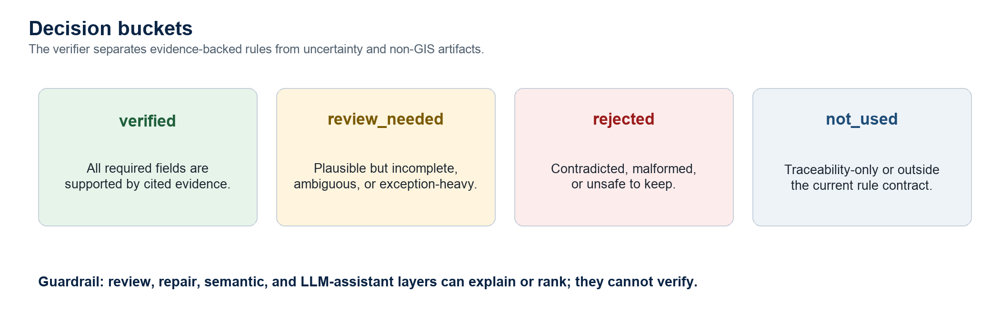 Decision buckets
The verifier separates evidence-backed rules from uncertainty and non-GIS artifacts.
verified
All required fields are
supported by cited evidence.
review_needed
Plausible but incomplete,
ambiguous, or exception-heavy.
rejected
Contradicted, malformed,
or unsafe to keep.
not_used
Traceability-only or outside
the current rule contract.
Guardrail: review, repair, semantic, and LLM-assistant layers can explain or rank; they cannot verify.